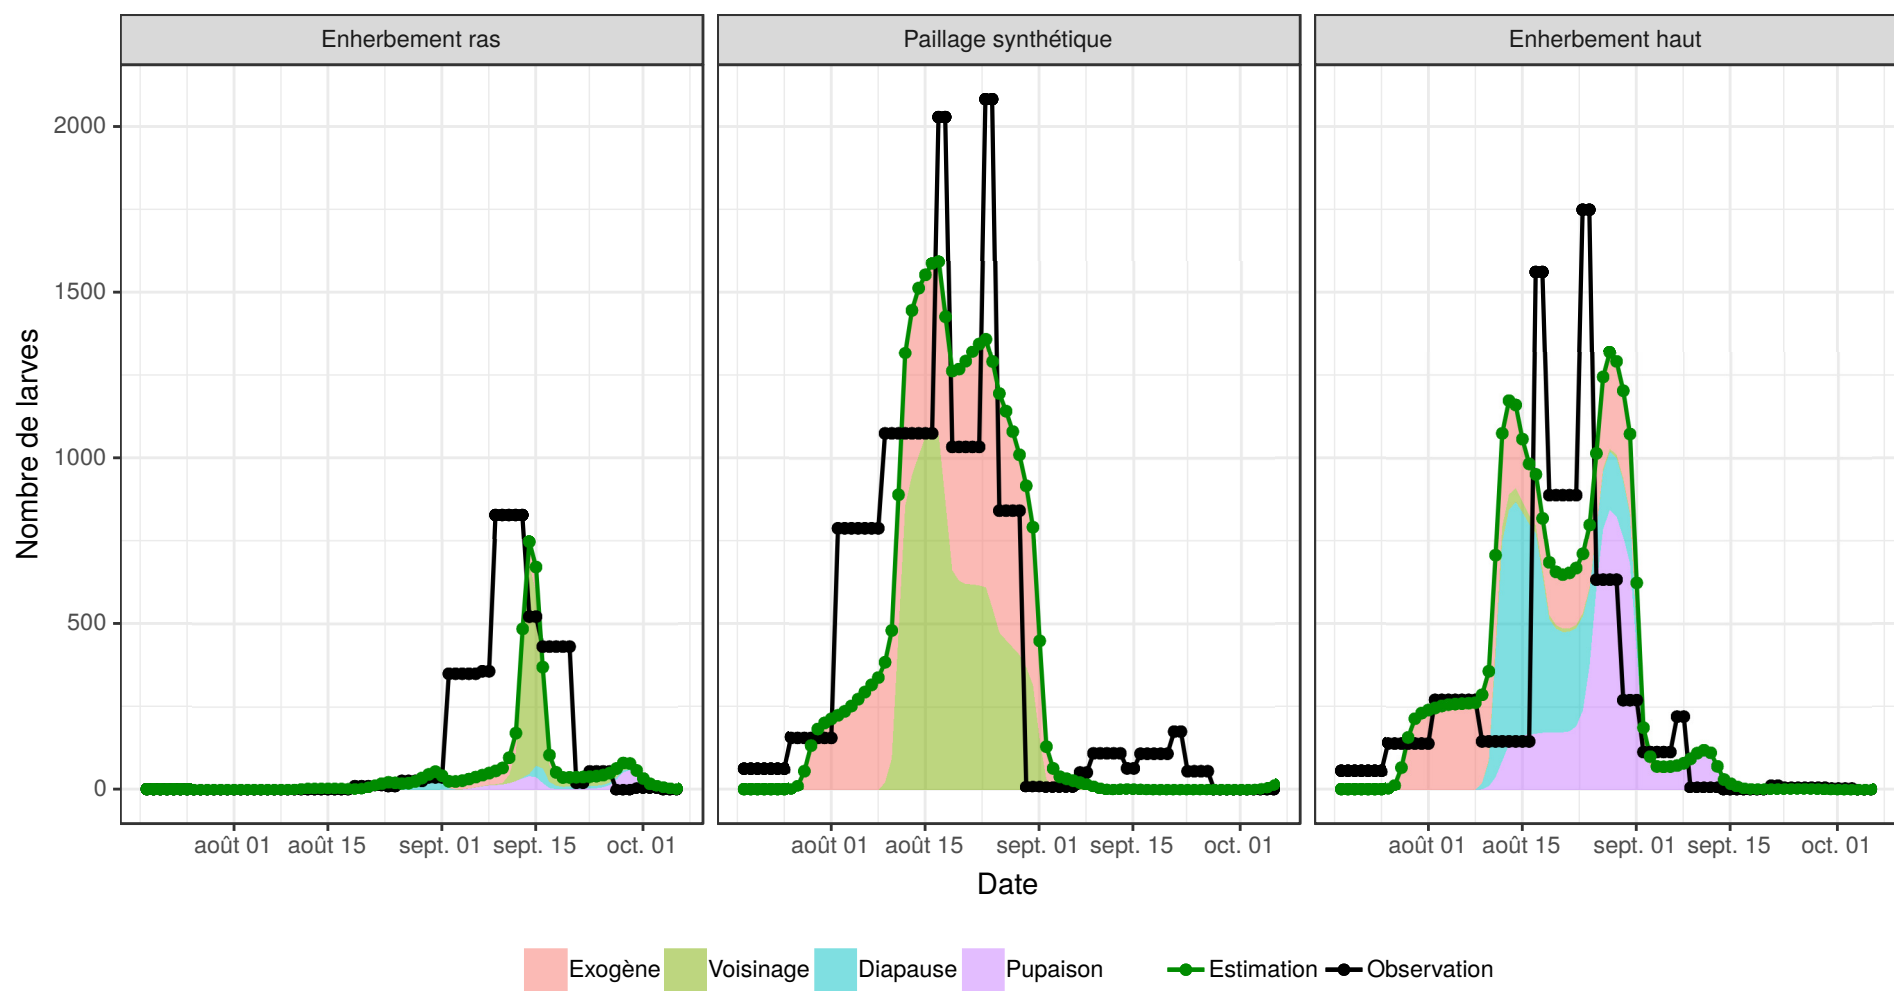 Enherbement ras
Paillage synthétique
Enherbement haut
Nombre de larves
2000
1500
1000
500
0
août 01 août 15 sept. 01 sept. 15 oct. 01
août 01 août 15 sept. 01 sept. 15 oct. 01
août 01 août 15 sept. 01 sept. 15 oct. 01
Date
Exogène Voisinage Diapause Pupaison Estimation Observation